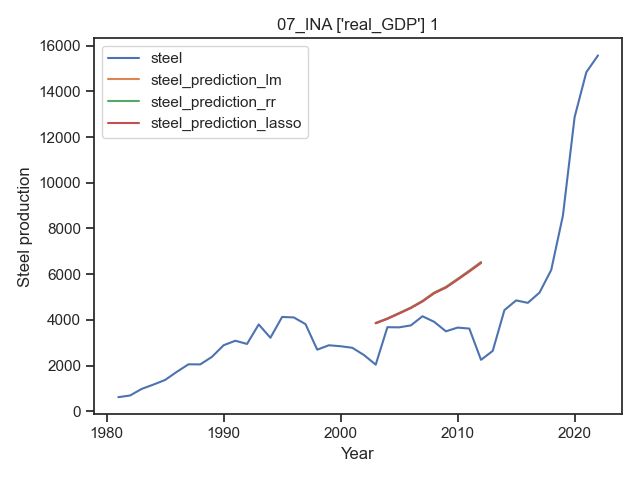 07_INA ['real_GDP'] 1
steel
steel_prediction_lm
steel_prediction_rr
steel_prediction_lasso
16000
14000
12000
10000
8000
6000
4000
2000
0
Steel production
1980
1990
2000
2010
2020
Year